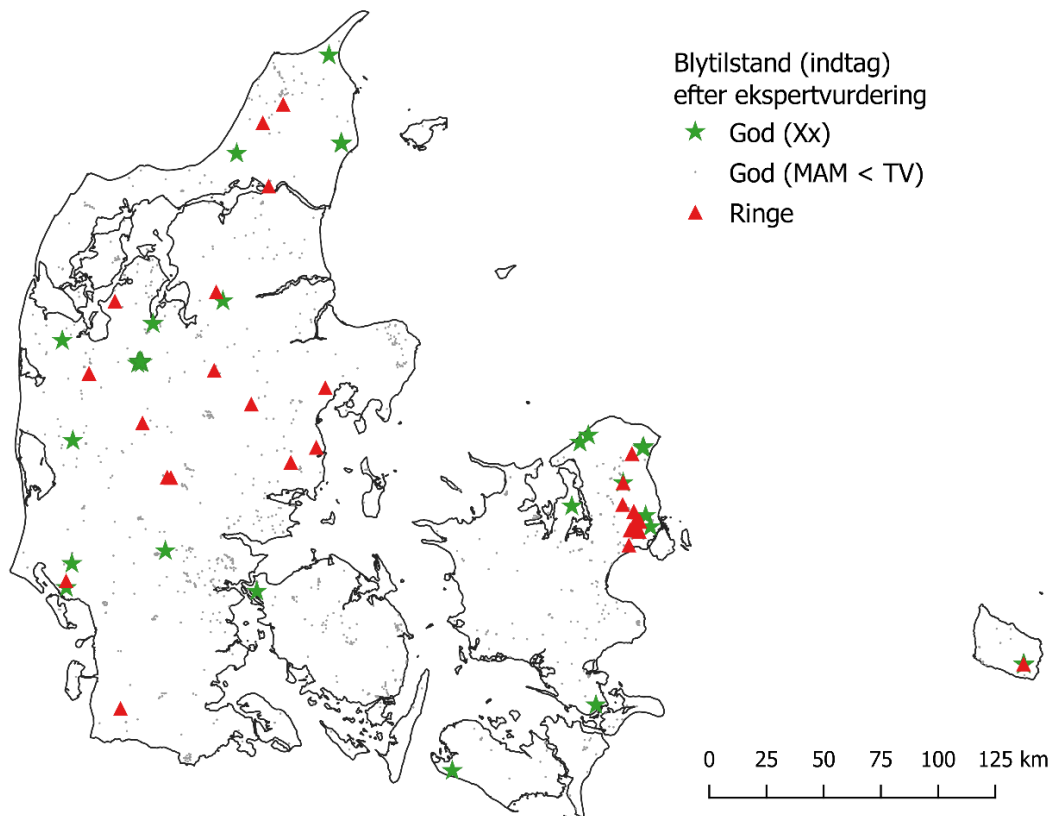 Blytilstand (indtag)
efter ekspertvurdering
God (Xx)
God (MAM < TV)
Ringe
0 25 50 75 100 125 km